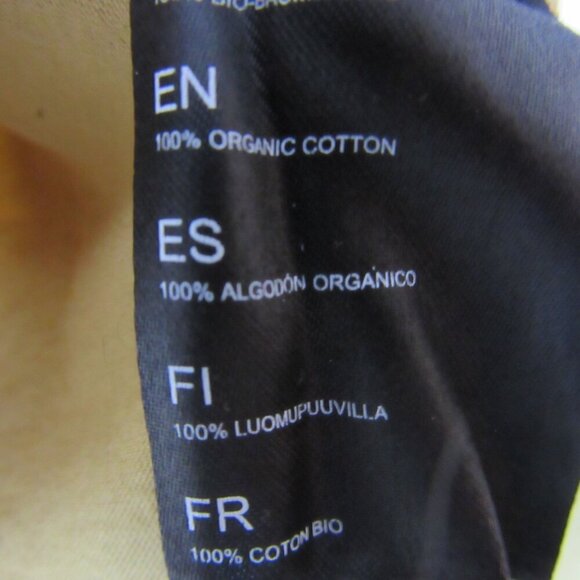 EN
100% ORGANIC COTTON
ES
100% ALGODÓN ORGÁNICO
FI
100% LUOMUPUUVILLA
FR
100% COTON BIO